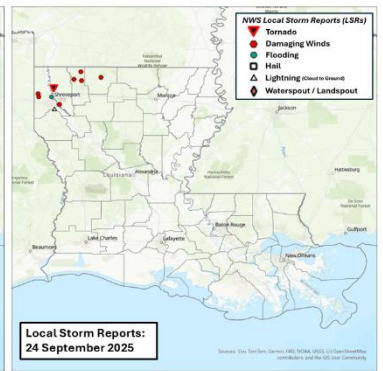 NWS Local Storm Reports (LSRs)
Tornado
Damaging Winds
Flooding
Hail
Lightning (Cloud to Ground)
Waterspout / Landspout
Shreveport
Monroe
Jackson
Louisiana
Alexandria
Hattiesburg
Baton Rouge
Gulfport
Lake Charles
Lafayette
New Orleans
Beaumont
Local Storm Reports:
24 September 2025
Sources: Esri, TomTom, Garmin, FAO, NOAA, USGS, (c) OpenStreetMap
contributors, and the GIS User Community